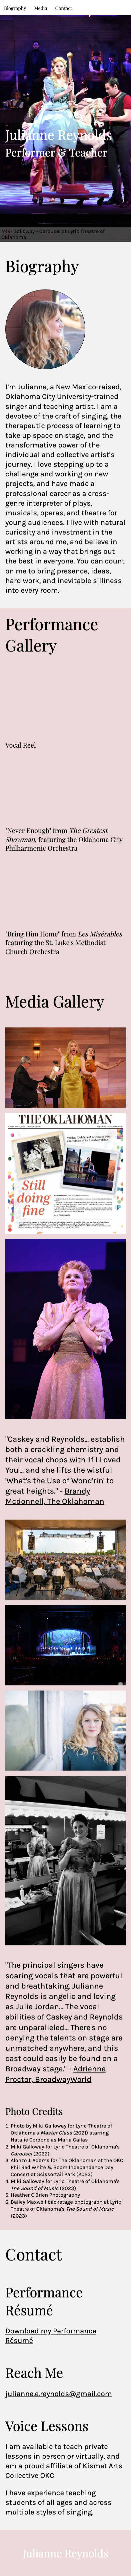 Biography Media Contact
Julianne Reynolds
Performer & Teacher
Miki Galloway - Carousel at Lyric Theatre of
Oklahoma
Biography
I'm Julianne, a New Mexico-raised,
Oklahoma City University-trained
singer and teaching artist. I am a
devotee of the craft of singing, the
therapeutic process of learning to
take up space on stage, and the
transformative power of the
individual and collective artist's
journey. I love stepping up to a
challenge and working on new
projects, and have made a
professional career as a cross-
genre interpreter of plays,
musicals, operas, and theatre for
young audiences. I live with natural
curiosity and investment in the
artists around me, and believe in
working in a way that brings out
the best in everyone. You can count
on me to bring presence, ideas,
hard work, and inevitable silliness
into every room.
Performance
Gallery
Vocal Reel
"Never Enough" from The Greatest
Showman, featuring the Oklahoma City
Philharmonic Orchestra
"Bring Him Home" from Les Misérables
featuring the St. Luke's Methodist
Church Orchestra
Media Gallery
THE OKLAHOMAN
Still
doing
fine
"Caskey and Reynolds... establish
both a crackling chemistry and
their vocal chops with 'If I Loved
You'... and she lifts the wistful
'What's the Use of Wond'rin' to
great heights." - Brandy
Mcdonnell, The Oklahoman
"The principal singers have
soaring vocals that are powerful
and breathtaking. Julianne
Reynolds is angelic and loving
as Julie Jordan... The vocal
abilities of Caskey and Reynolds
are unparalleled... There's no
denying the talents on stage are
unmatched anywhere, and this
cast could easily be found on a
Broadway stage." - Adrienne
Proctor, BroadwayWorld
Photo Credits
1. Photo by Miki Galloway for Lyric Theatre of
Oklahoma's Master Class (2021) starring
Natalie Cordone as Maria Callas
2. Miki Galloway for Lyric Theatre of Oklahoma's
Carousel (2022)
3. Alonzo J. Adams for The Oklahoman at the OKC
Phil Red White & Boom Independence Day
Concert at Scissortail Park (2023)
4. Miki Galloway for Lyric Theatre of Oklahoma's
The Sound of Music (2023)
5. Heather O'Brien Photography
6. Bailey Maxwell backstage photograph at Lyric
Theatre of Oklahoma's The Sound of Music
(2023)
Contact
Performance
Résumé
Download my Performance
Résumé
Reach Me
julianne.e.reynolds@gmail.com
Voice Lessons
I am available to teach private
lessons in person or virtually, and
am a proud affiliate of Kismet Arts
Collective OKC
I have experience teaching
students of all ages and across
multiple styles of singing.
Julianne Reynolds